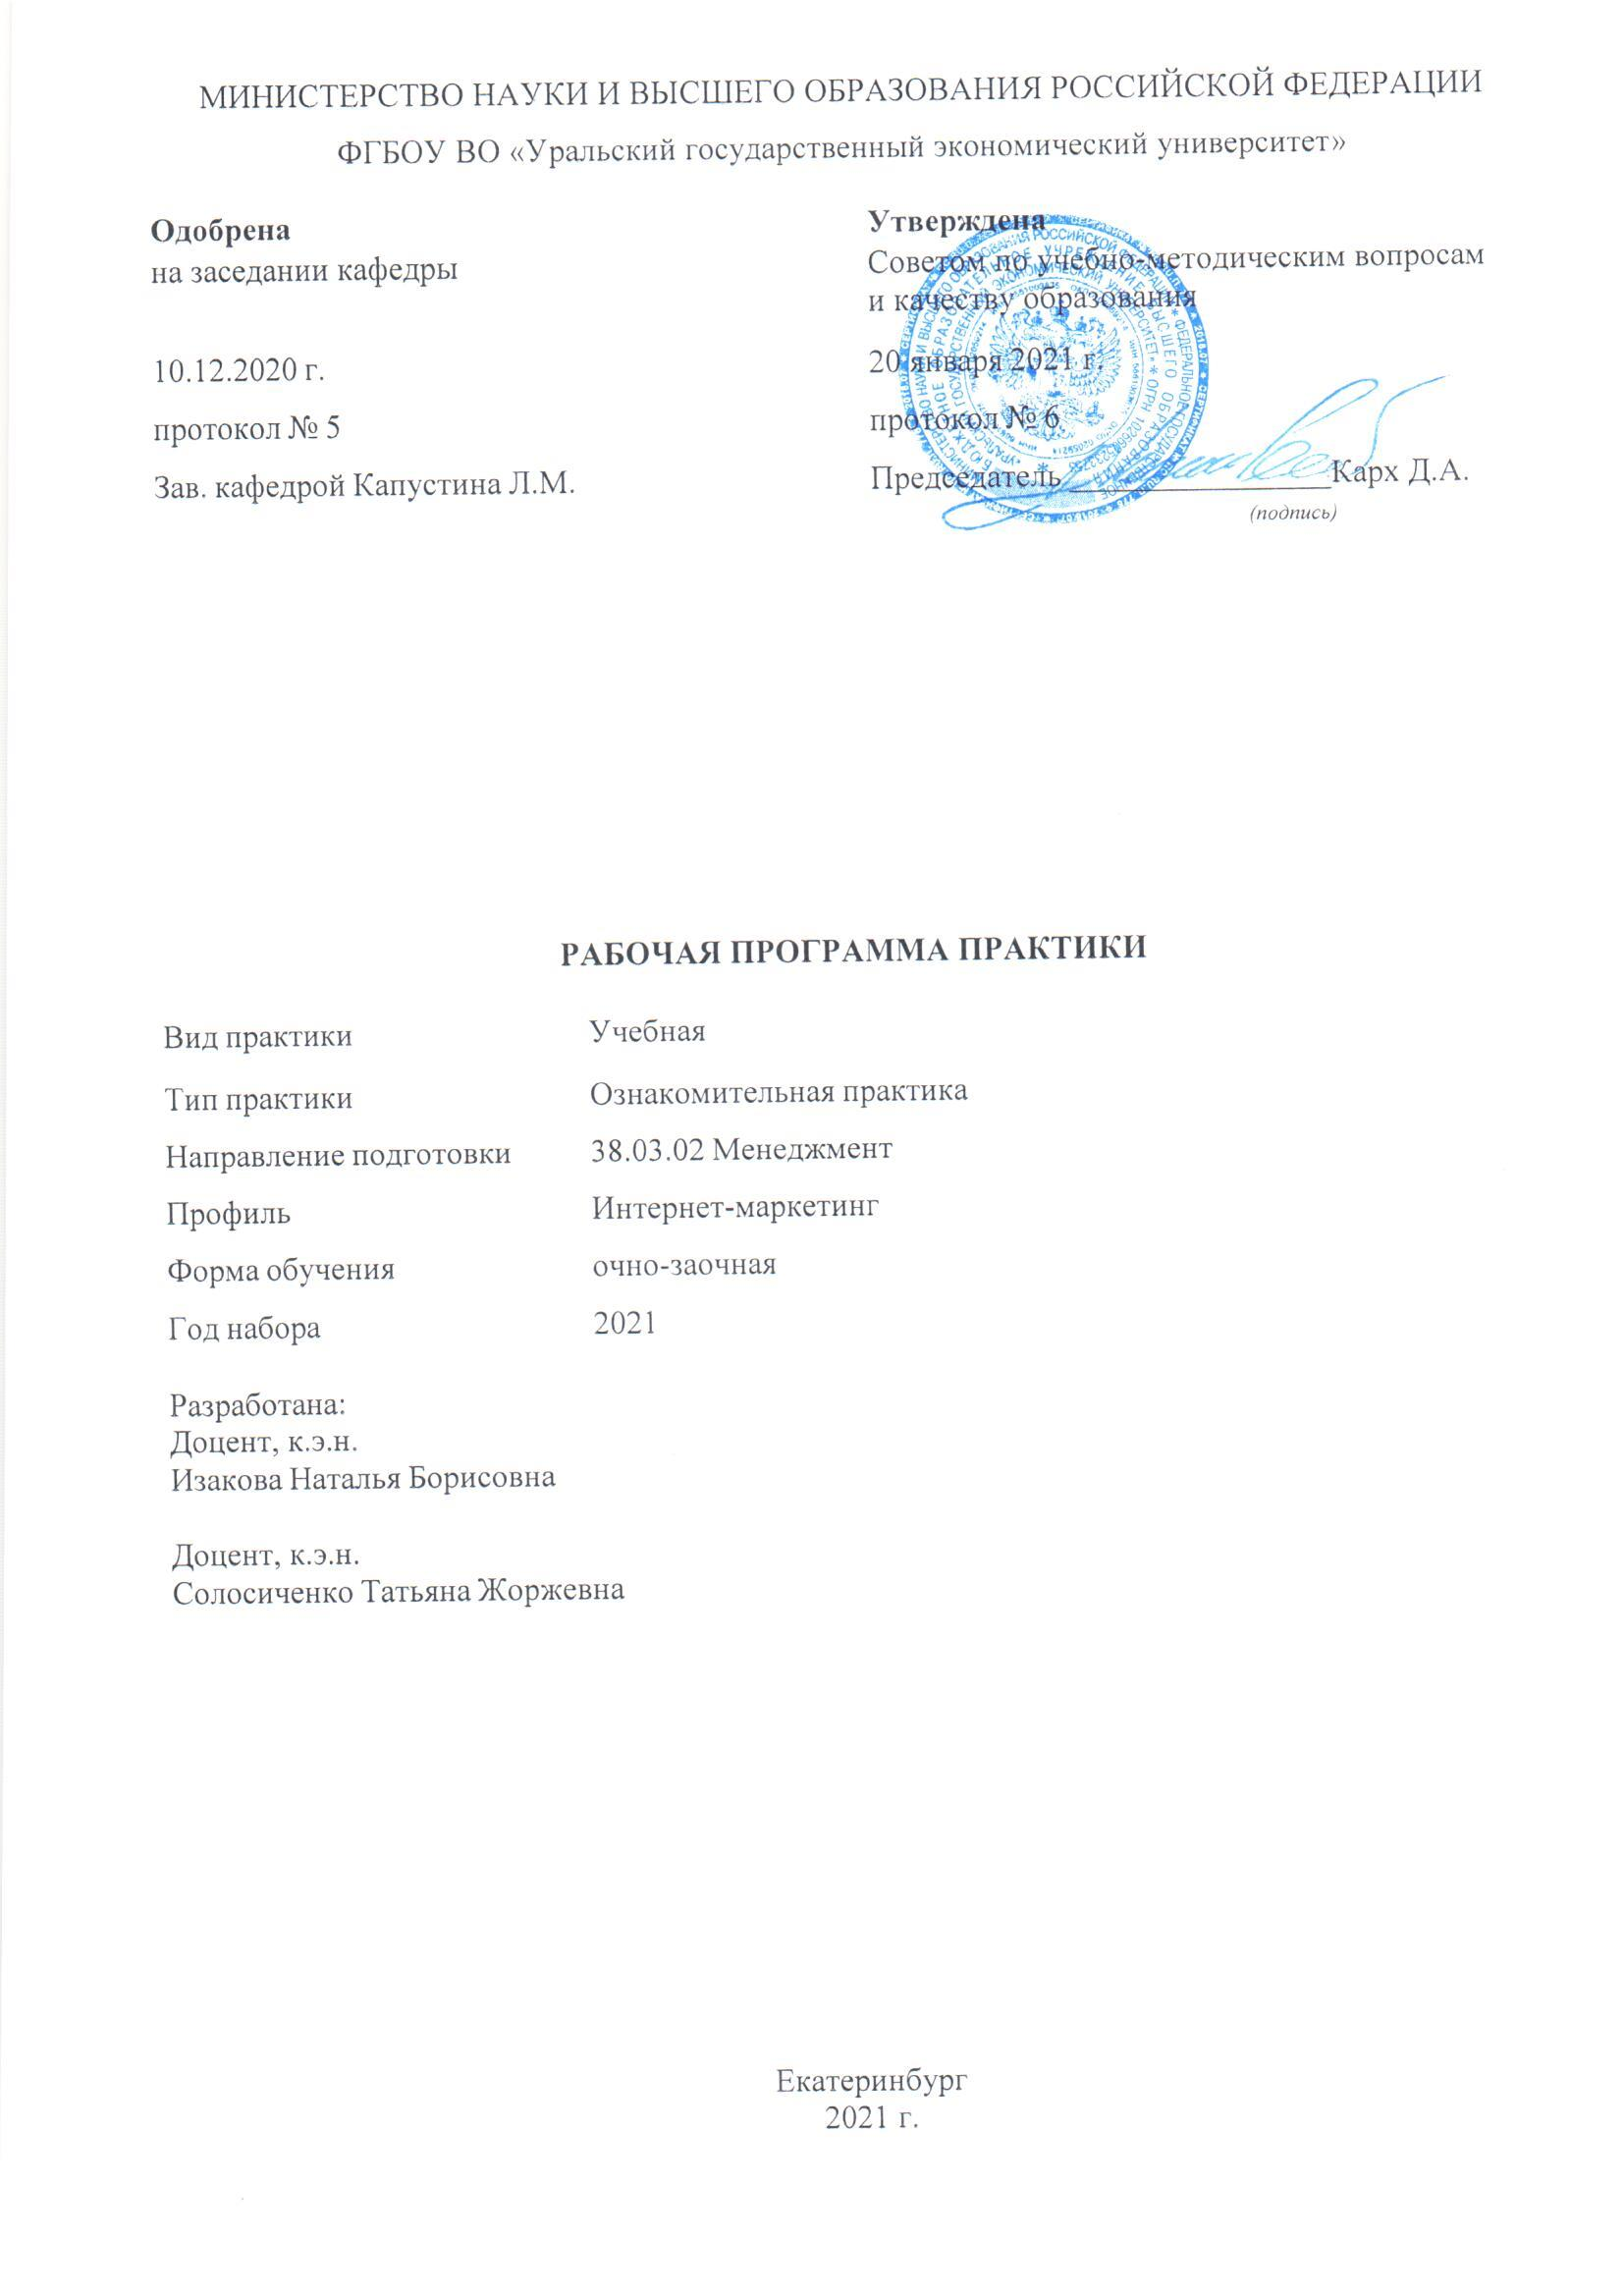 МИНИСТЕРСТВО НАУКИ И ВЫСШЕГО ОБРАЗОВАНИЯ РОССИЙСКОЙ ФЕДЕРАЦИИ
ФГБОУ ВО «Уральский государственный экономический университет»
Одобрена
на заседании кафедры
10.12.2020 г.
протокол № 5
Зав. кафедрой Капустина Л.М.
Утверждена
Советом по учебно-методическим вопросам
и качеству образования
20 января 2021 г.
протокол № 6
Председатель Карх Д.А.
(подпись)
РАБОЧАЯ ПРОГРАММА ПРАКТИКИ
Вид практики Учебная
Тип практики Ознакомительная практика
Направление подготовки 38.03.02 Менеджмент
Профиль Интернет-маркетинг
Форма обучения очно-заочная
Год набора 2021
Разработана:
Доцент, к.э.н.
Изакова Наталья Борисовна
Доцент, к.э.н.
Солосиченко Татьяна Жоржевна
Екатеринбург
2021 г.